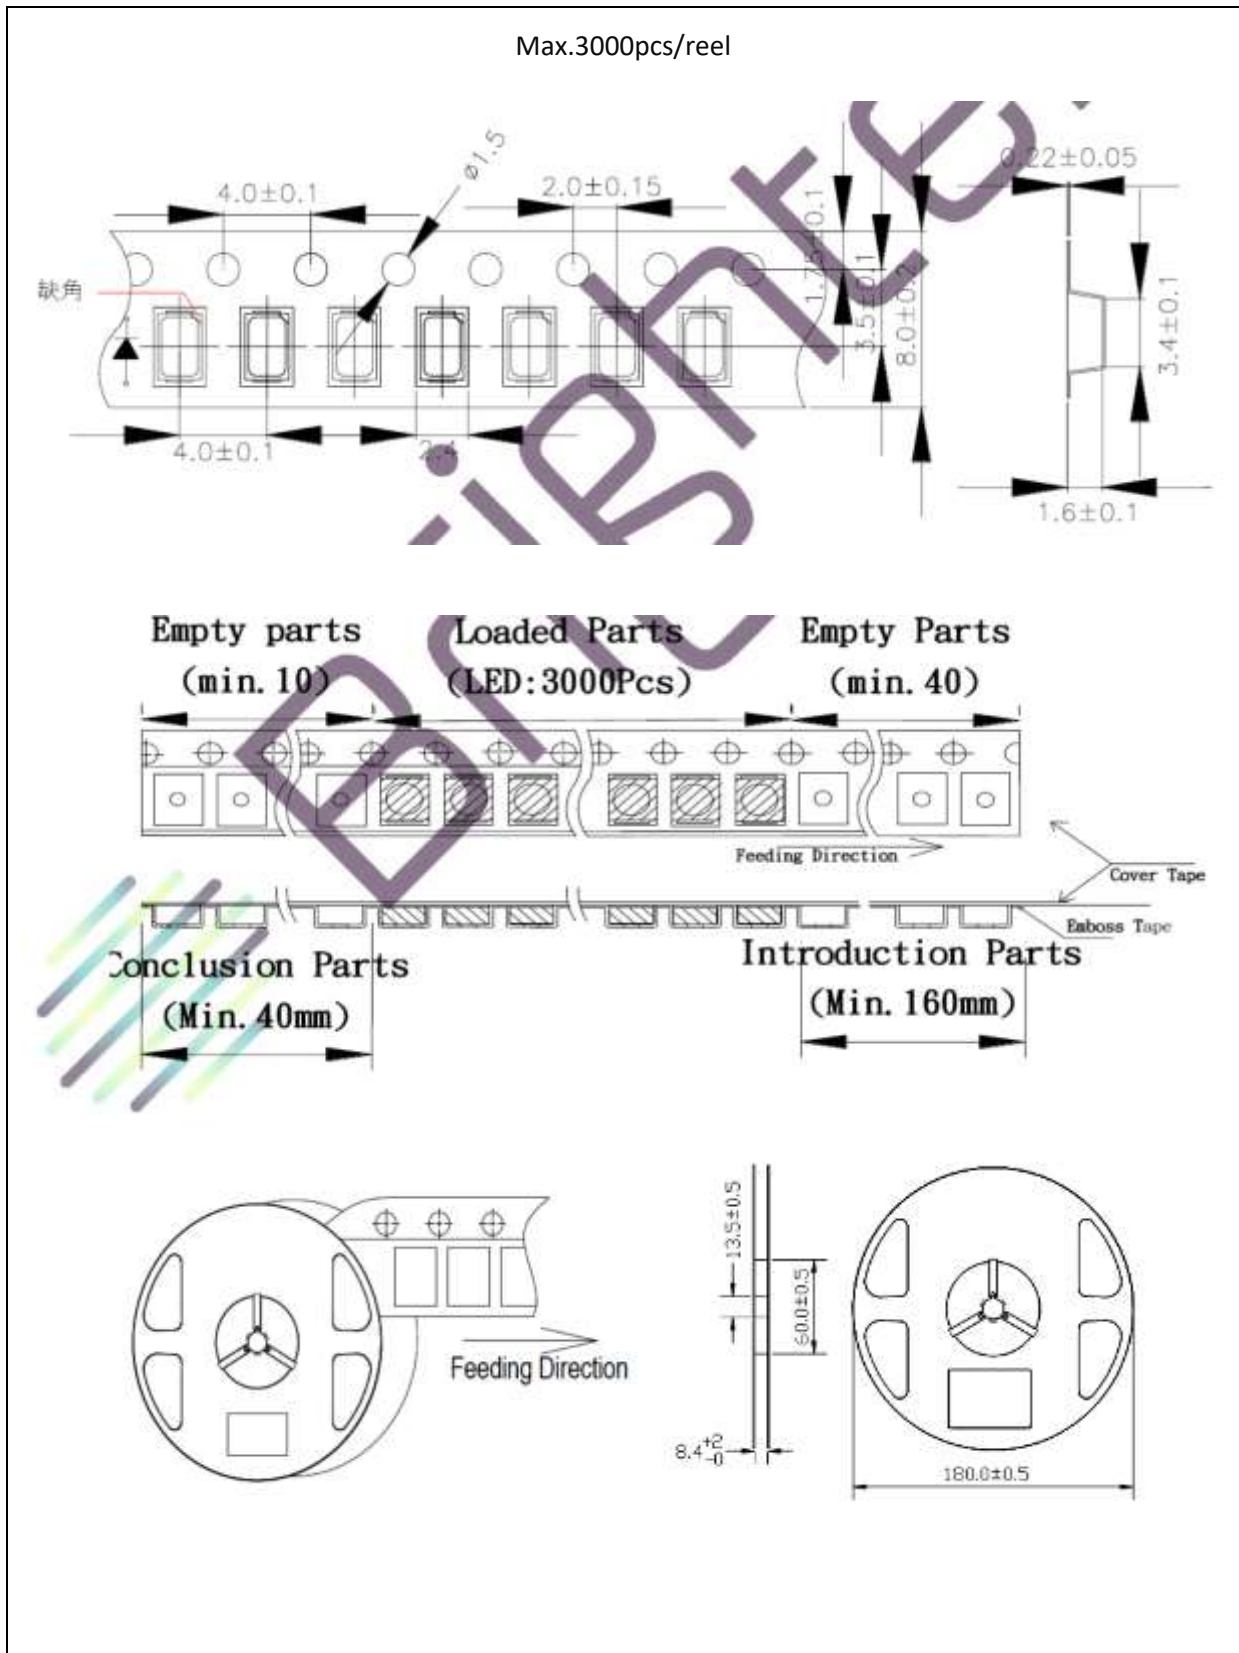 Max.3000pcs/reel
4.0±0.1
ø1.5
2.0±0.15
1.75±0.1
3.5±0.1
8.0±0.2
0.22±0.05
3.4±0.1
1.6±0.1
缺角
4.0±0.1
2.4
Brighte
Empty parts
(min. 10)
Loaded Parts
(LED:3000Pcs)
Empty Parts
(min. 40)
Feeding Direction
Cover Tape
Emboss Tape
Conclusion Parts
(Min. 40mm)
Introduction Parts
(Min. 160mm)
Feeding Direction
13.5±0.5
60.0±0.5
8.4+2-0
180.0±0.5